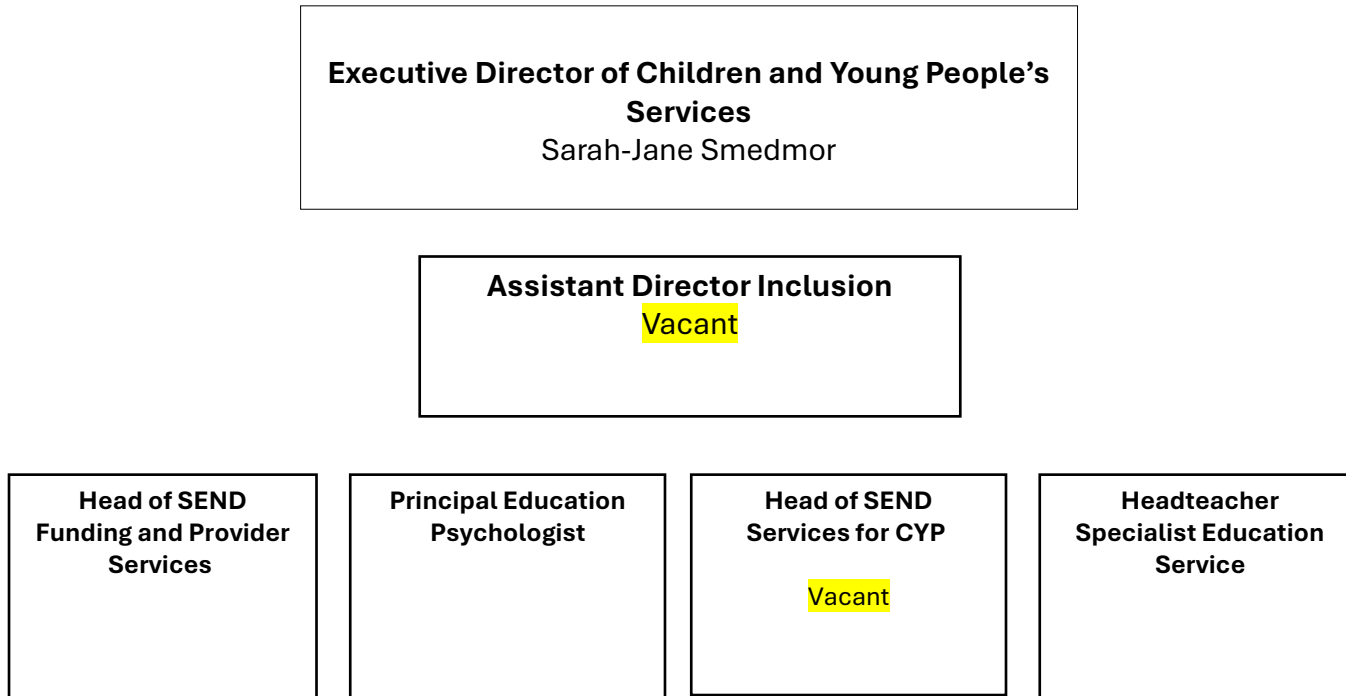 Executive Director of Children and Young People’s
Services
Sarah-Jane Smedmor
Assistant Director Inclusion
Vacant
Head of SEND
Funding and Provider
Services
Principal Education
Psychologist
Head of SEND
Services for CYP
Vacant
Headteacher
Specialist Education
Service